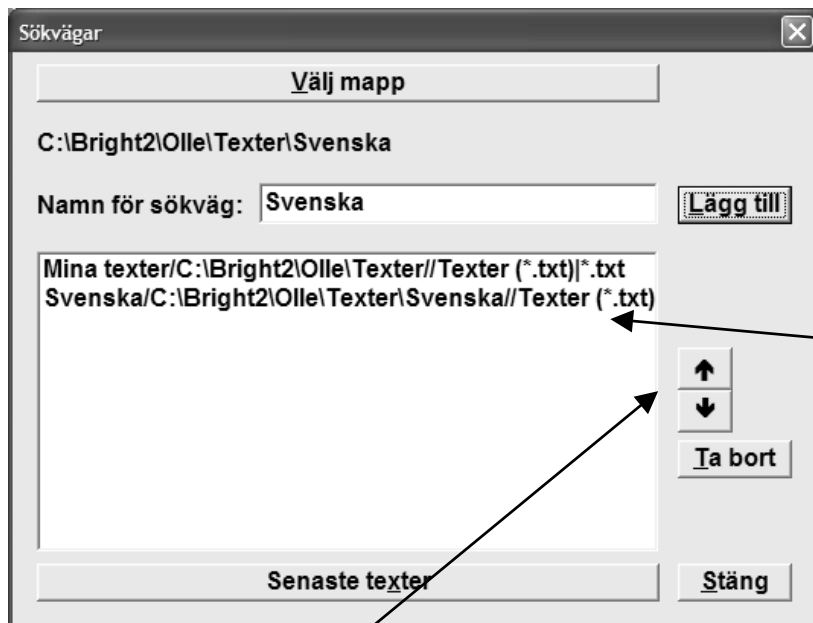 Sökvägar
Välj mapp
C:\Bright2\Olle\Texter\Svenska
Namn för sökväg: Svenska
Lägg till
Mina texter/C:\Bright2\Olle\Texter//Texter (*.txt)|*.txt
Svenska/C:\Bright2\Olle\Texter\Svenska//Texter (*.txt)
Ta bort
Senaste texter
Stäng